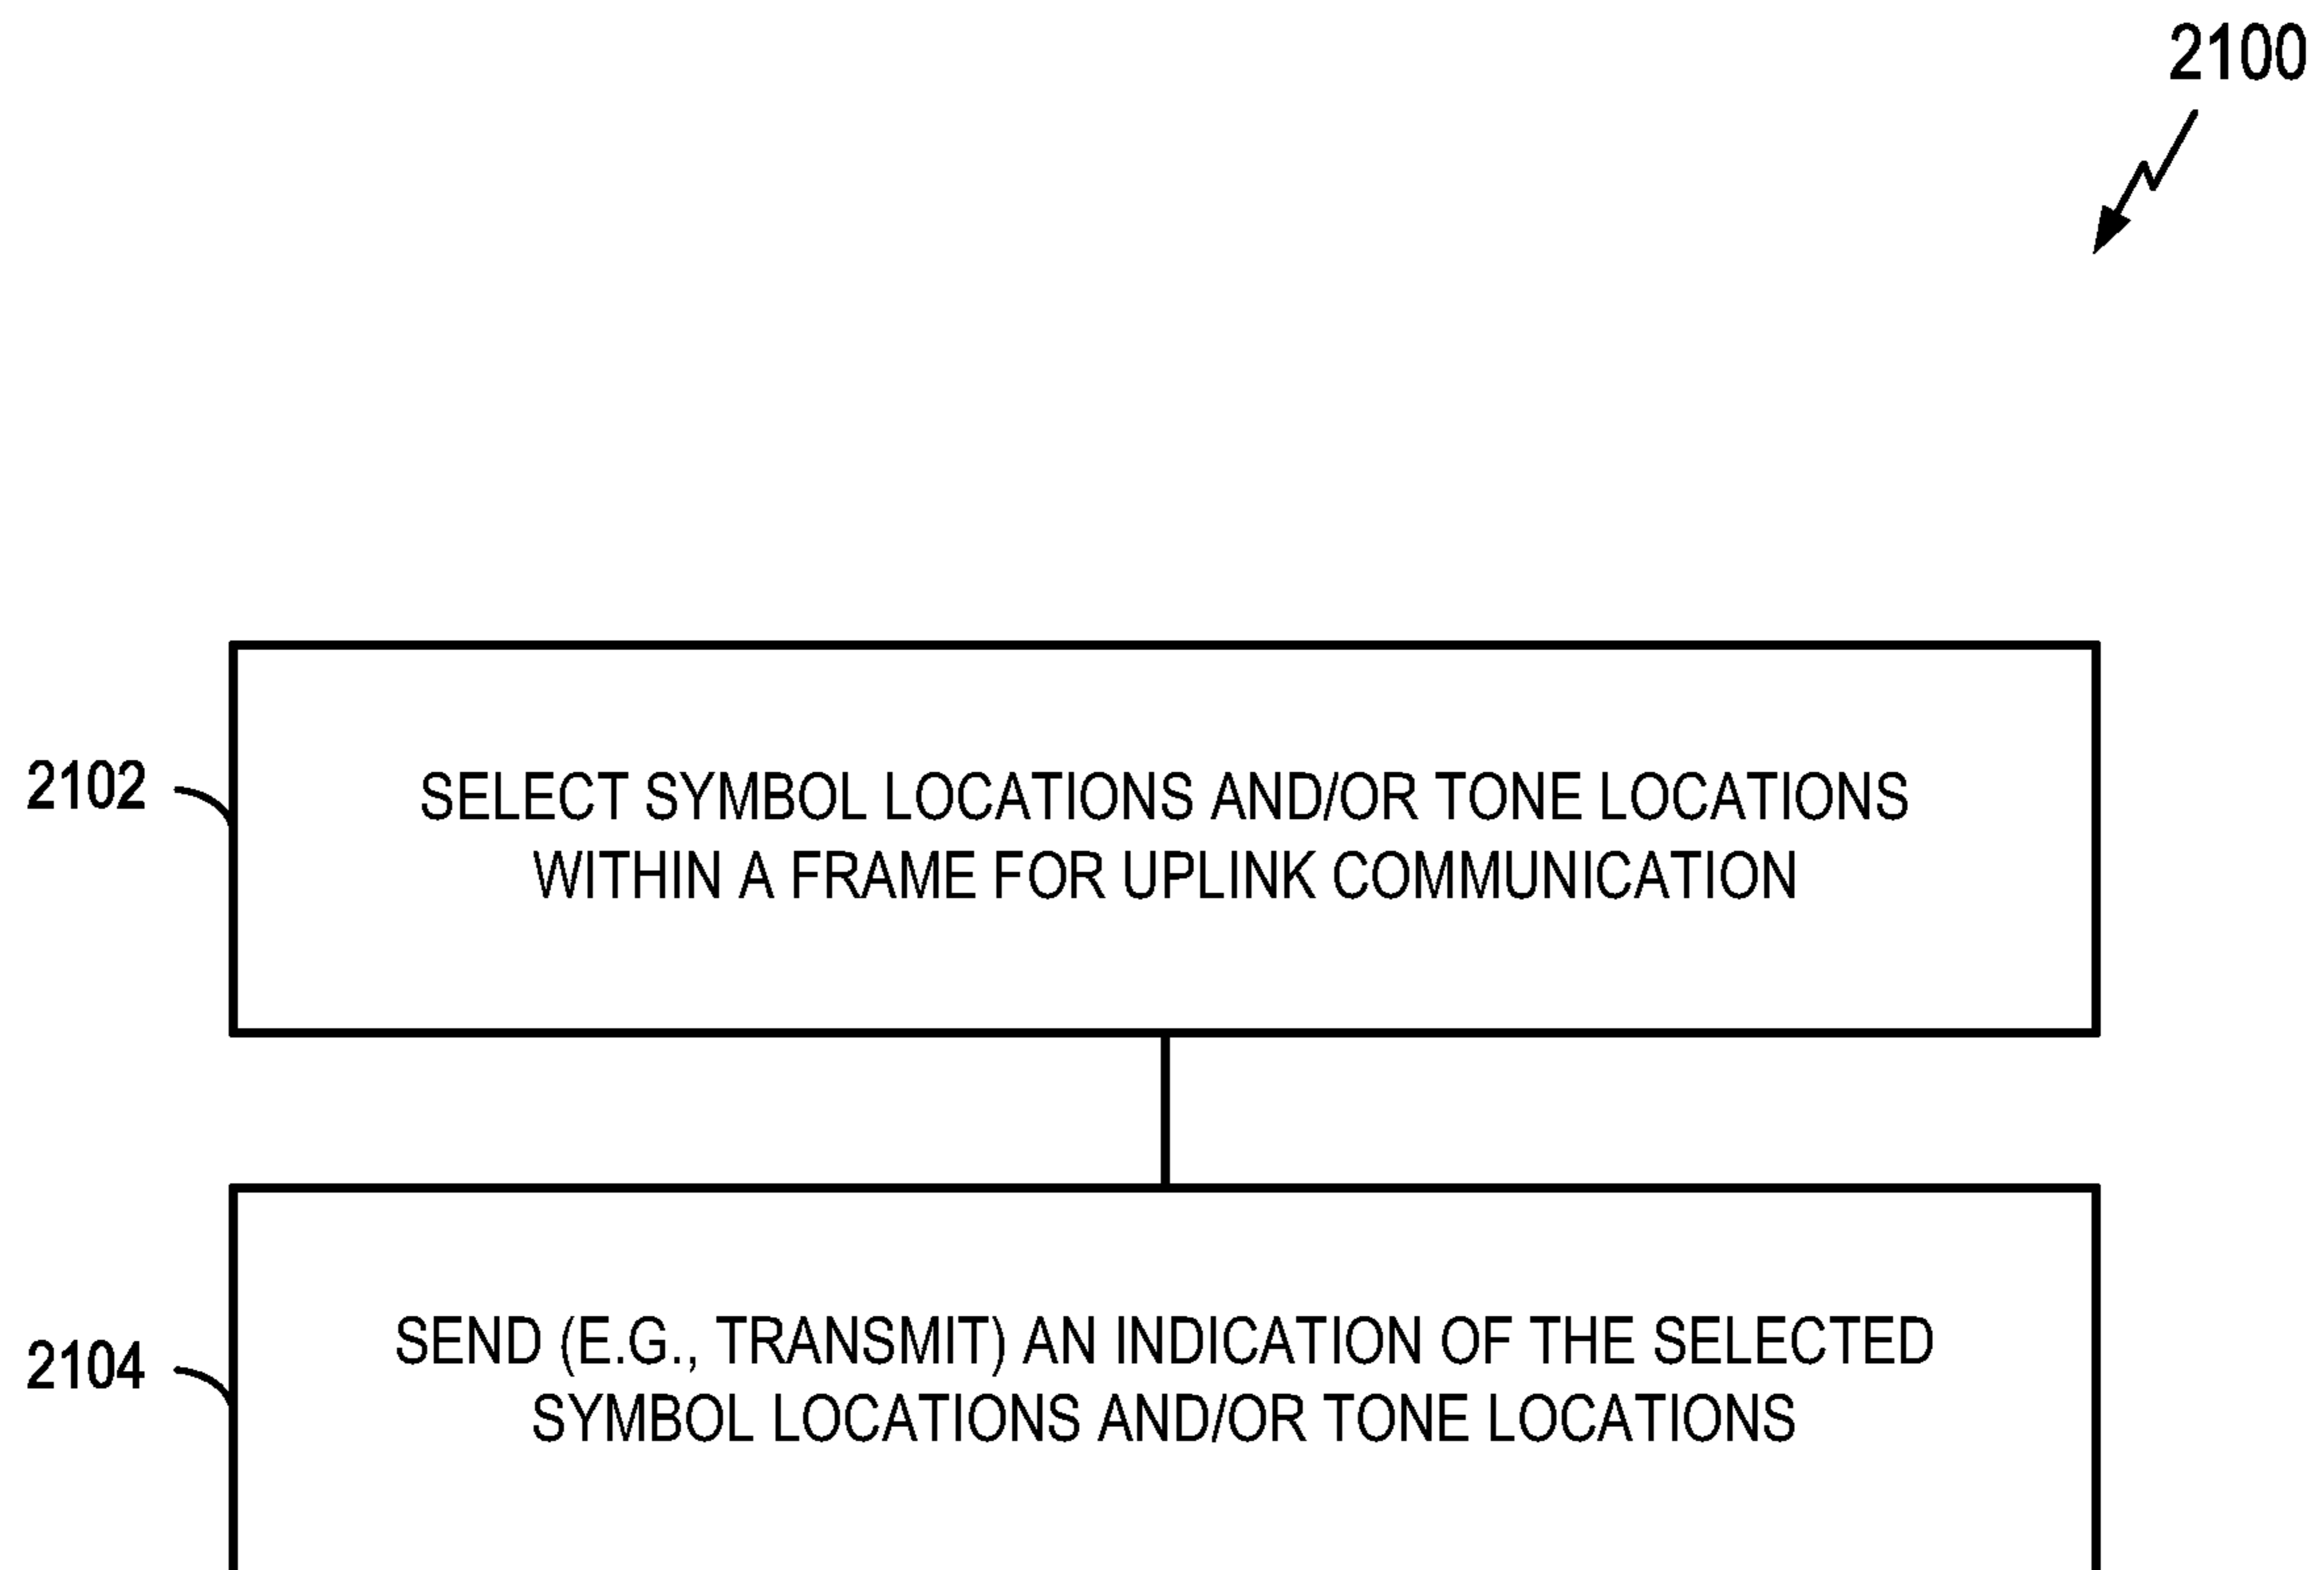 2100
2102
SELECT SYMBOL LOCATIONS AND/OR TONE LOCATIONS
WITHIN A FRAME FOR UPLINK COMMUNICATION
2104
SEND (E.G., TRANSMIT) AN INDICATION OF THE SELECTED
SYMBOL LOCATIONS AND/OR TONE LOCATIONS